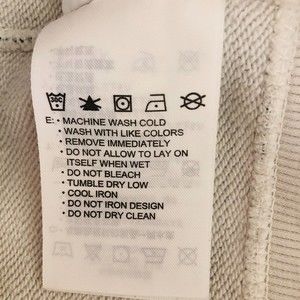 E: • MACHINE WASH COLD
• WASH WITH LIKE COLORS
• REMOVE IMMEDIATELY
• DO NOT ALLOW TO LAY ON
ITSELF WHEN WET
• DO NOT BLEACH
• TUMBLE DRY LOW
• COOL IRON
• DO NOT IRON DESIGN
• DO NOT DRY CLEAN